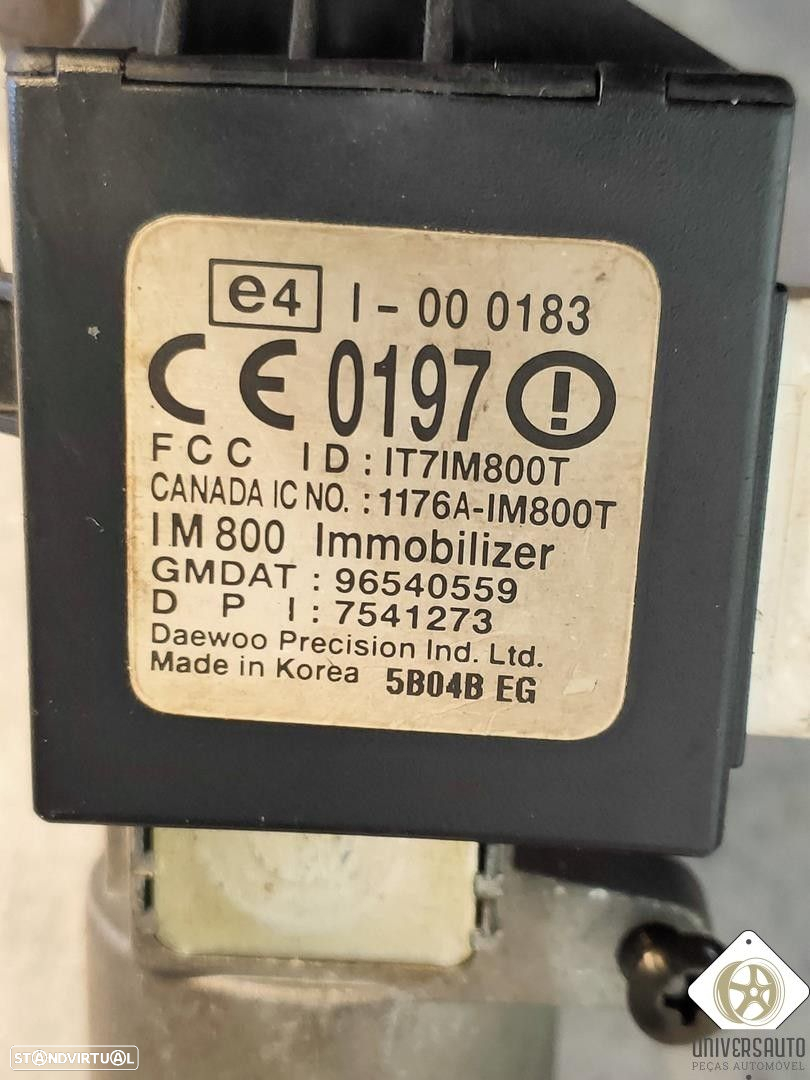 e4 I - 00 0183
CE 0197
FCC ID : IT7IM800T
CANADA IC NO. : 1176A-IM800T
IM 800 Immobilizer
GMDAT : 96540559
D P I : 7541273
Daewoo Precision Ind. Ltd.
Made in Korea 5B04B EG
STANDVIRTUAL
UNIVERSAUTO
PEÇAS AUTOMÓVEL